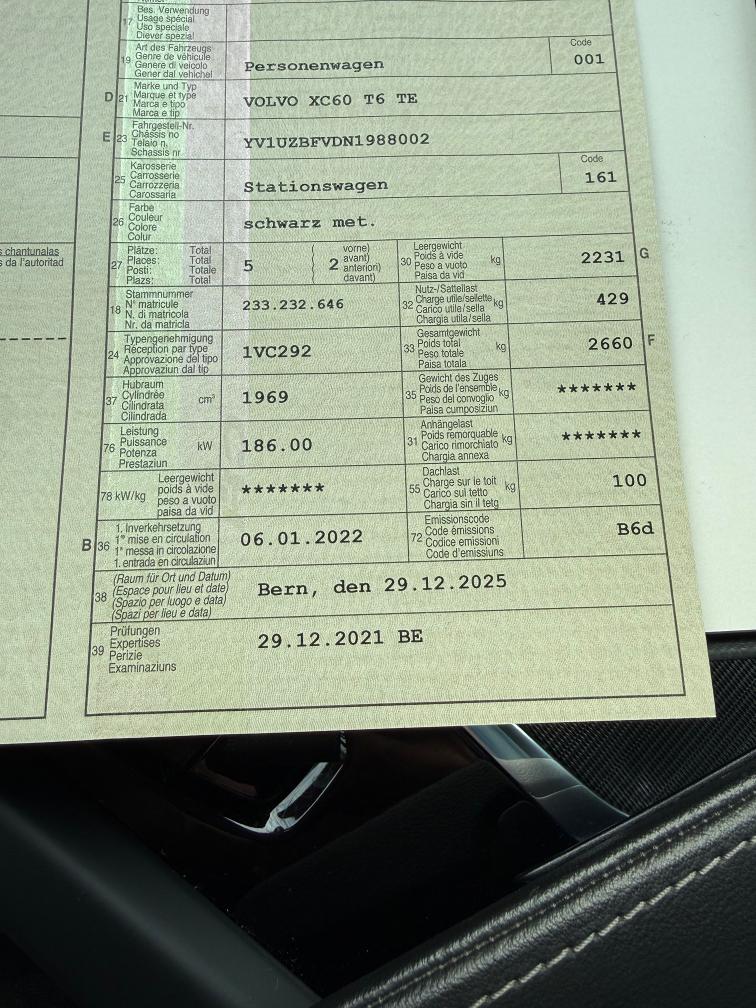 Bes. Verwendung
17 Usage spécial
Uso speciale
Diever spezial
19 Art des Fahrzeugs
Genre de véhicule
Genere di veicolo
Gener dal vehichel
Personenwagen
Code
001
D 21 Marke und Typ
Marque et type
Marca e tipo
Marca e tip
VOLVO XC60 T6 TE
E 23 Fahrgestell-Nr.
Châssis no
Telaio n.
Schassis nr.
YV1UZBFVDN1988002
25 Karosserie
Carrosserie
Carrozzeria
Carossaria
Stationswagen
Code
161
26 Farbe
Couleur
Colore
Colur
schwarz met.
27 Plätze: Total
Places: Total
Posti: Totale
Plazs: Total
5
2 vorne)
avant)
anteriori)
davant)
30 Leergewicht
Poids à vide
Peso a vuoto
Paisa da vid
kg
2231 G
s chantunalas
s da l'autoritad
18 Stammnummer
N° matricule
N. di matricola
Nr. da matricla
233.232.646
32 Nutz-/Sattellast
Charge utile/sellette
Carico utile/sella
Chargia utila/sella
kg
429
24 Typengenehmigung
Réception par type
Approvazione del tipo
Approvaziun dal tip
1VC292
33 Gesamtgewicht
Poids total
Peso totale
Paisa totala
kg
2660 F
37 Hubraum
Cylindrée
Cilindrata
Cilindrada
cm³
1969
35 Gewicht des Zuges
Poids de l'ensemble
Peso del convoglio
Paisa cumposiziun
kg
*******
76 Leistung
Puissance
Potenza
Prestaziun
kW
186.00
31 Anhängelast
Poids remorquable
Carico rimorchiato
Chargia annexa
kg
*******
78 kW/kg Leergewicht
poids à vide
peso a vuoto
paisa da vid
*******
55 Dachlast
Charge sur le toit
Carico sul tetto
Chargia sin il tetg
kg
100
B 36 1. Inverkehrsetzung
1re mise en circulation
1a messa in circolazione
1. entrada en circulaziun
06.01.2022
72 Emissionscode
Code émissions
Codice emissioni
Code d'emissiuns
B6d
38 (Raum für Ort und Datum)
(Espace pour lieu et date)
(Spazio per luogo e data)
(Spazi per lieu e data)
Bern, den 29.12.2025
39 Prüfungen
Expertises
Perizie
Examinaziuns
29.12.2021 BE